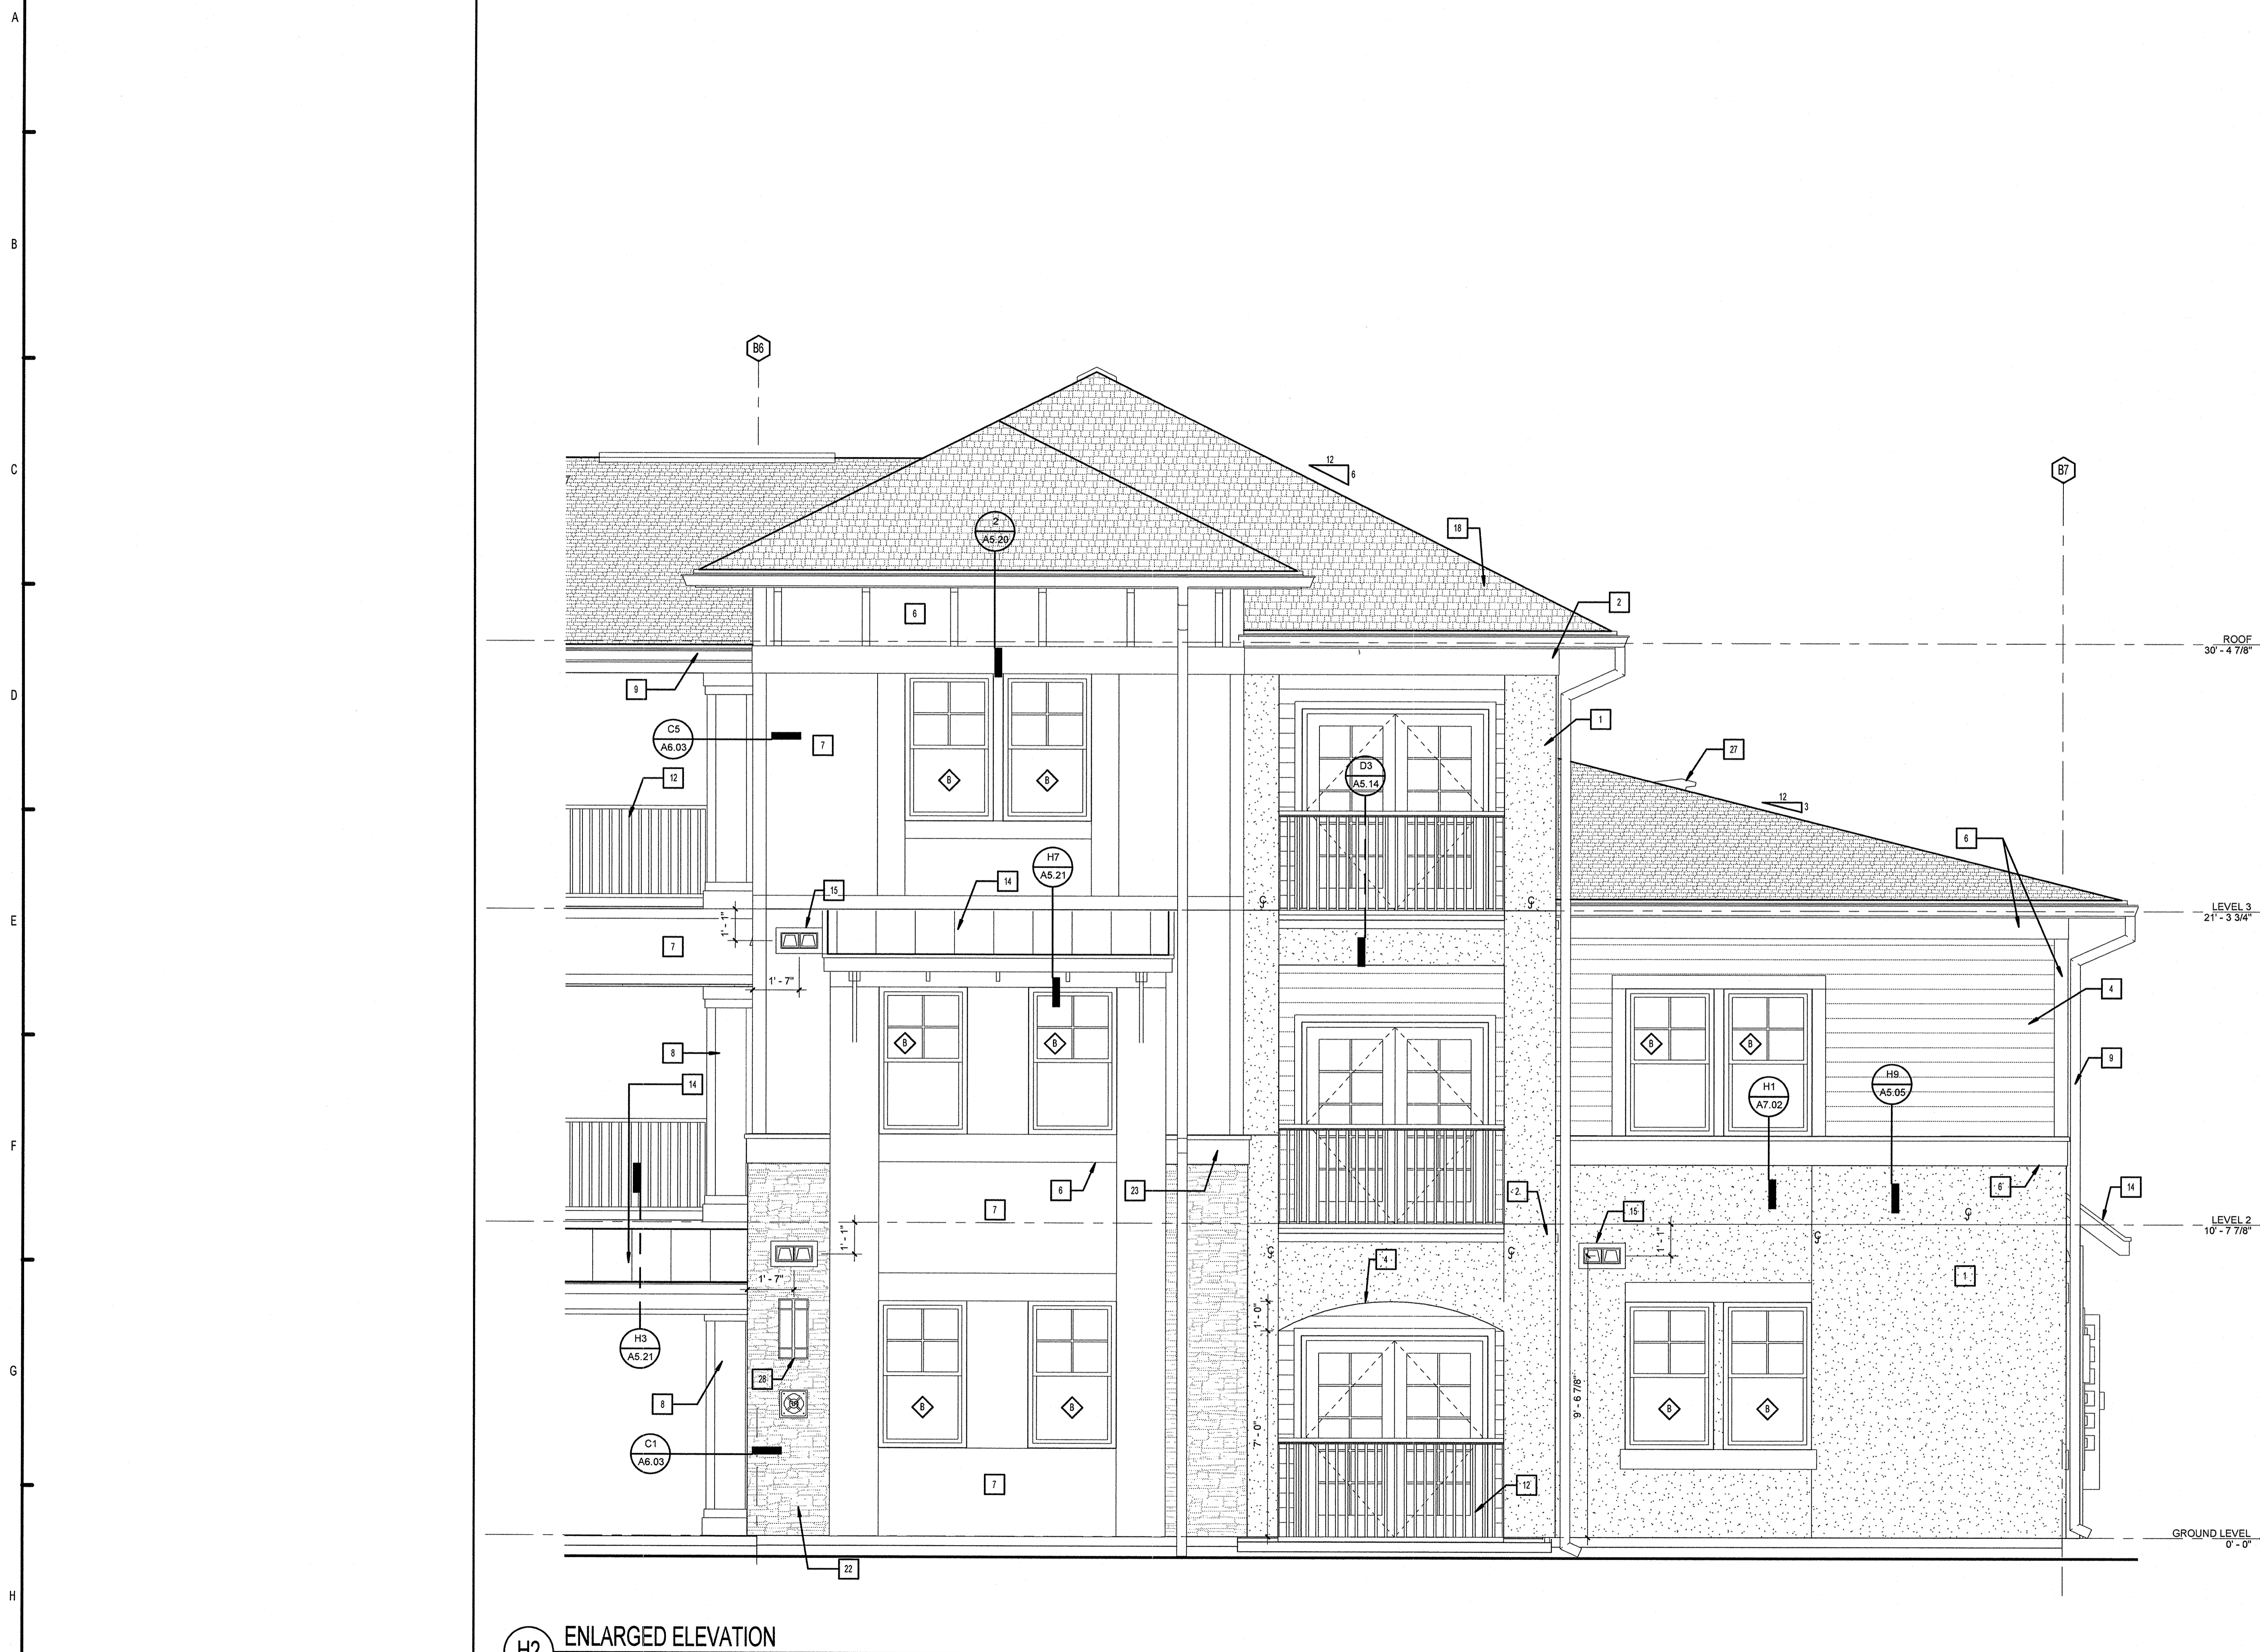 A
B
B6
C
B7
12
6
2
A5.20
18
6
2
ROOF
30' - 4 7/8"
9
D
1
C5
A6.03
7
27
12
B
B
D3
A5.14
12
3
6
H7
A5.21
14
15
1' - 1"
LEVEL 3
21' - 3 3/4"
E
7
1' - 7"
4
B
B
B
B
8
9
14
H1
A7.02
H9
A5.05
F
6
23
2
6
14
7
15
1' - 1"
1' - 1"
LEVEL 2
10' - 7 7/8"
4
1
1' - 7"
1' - 0"
H3
A5.21
G
28
8
B
B
B
B
9' - 6 7/8"
7' - 0"
C1
A6.03
7
12
GROUND LEVEL
0' - 0"
22
H
H2
ENLARGED ELEVATION